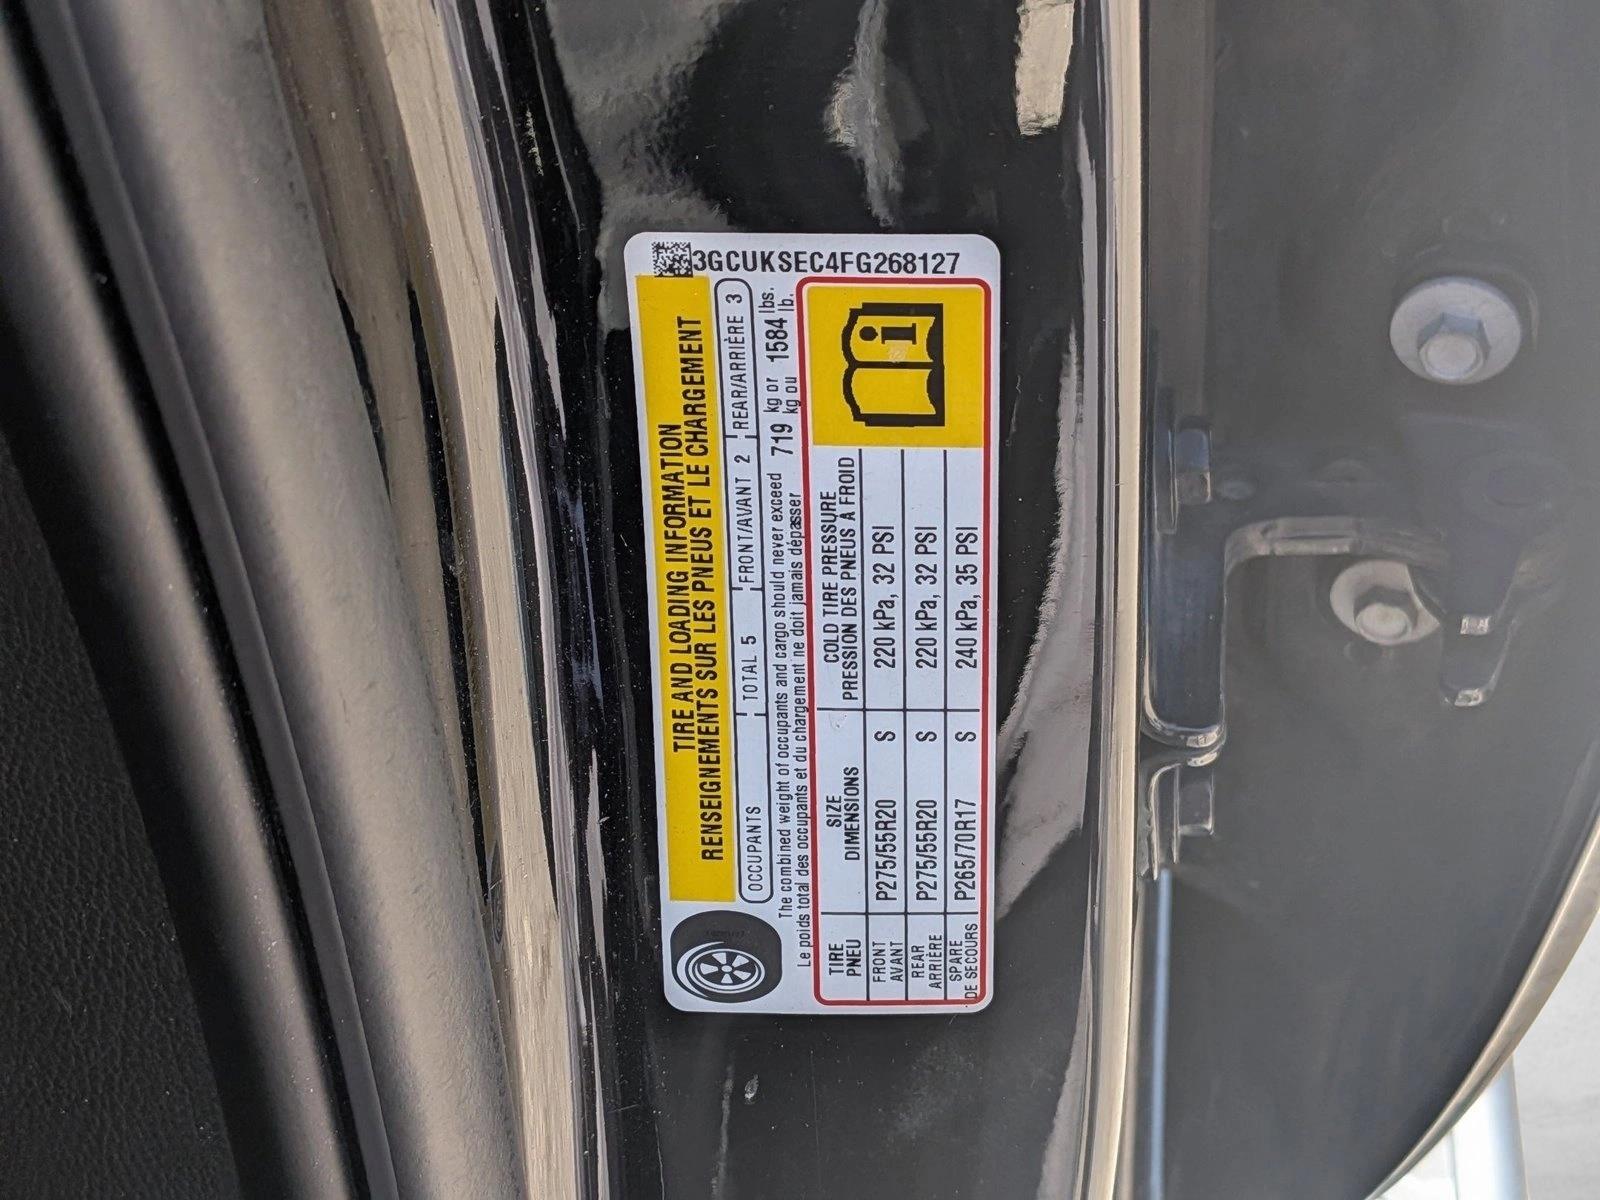 3GCUKSEC4FG268127
TIRE AND LOADING INFORMATION
RENSEIGNEMENTS SUR LES PNEUS ET LE CHARGEMENT
OCCUPANTS TOTAL 5 FRONT/AVANT 2 REAR/ARRIÈRE 3
The combined weight of occupants and cargo should never exceed 719 kg or 1584 lbs.
Le poids total des occupants et du chargement ne doit jamais dépasser kg ou lb.
TIRE SIZE COLD TIRE PRESSURE
PNEU DIMENSIONS PRESSION DES PNEUS À FROID
FRONT
AVANT P275/55R20 S 220 kPa, 32 PSI
REAR
ARRIÈRE P275/55R20 S 220 kPa, 32 PSI
SPARE
DE SECOURS P265/70R17 S 240 kPa, 35 PSI
i